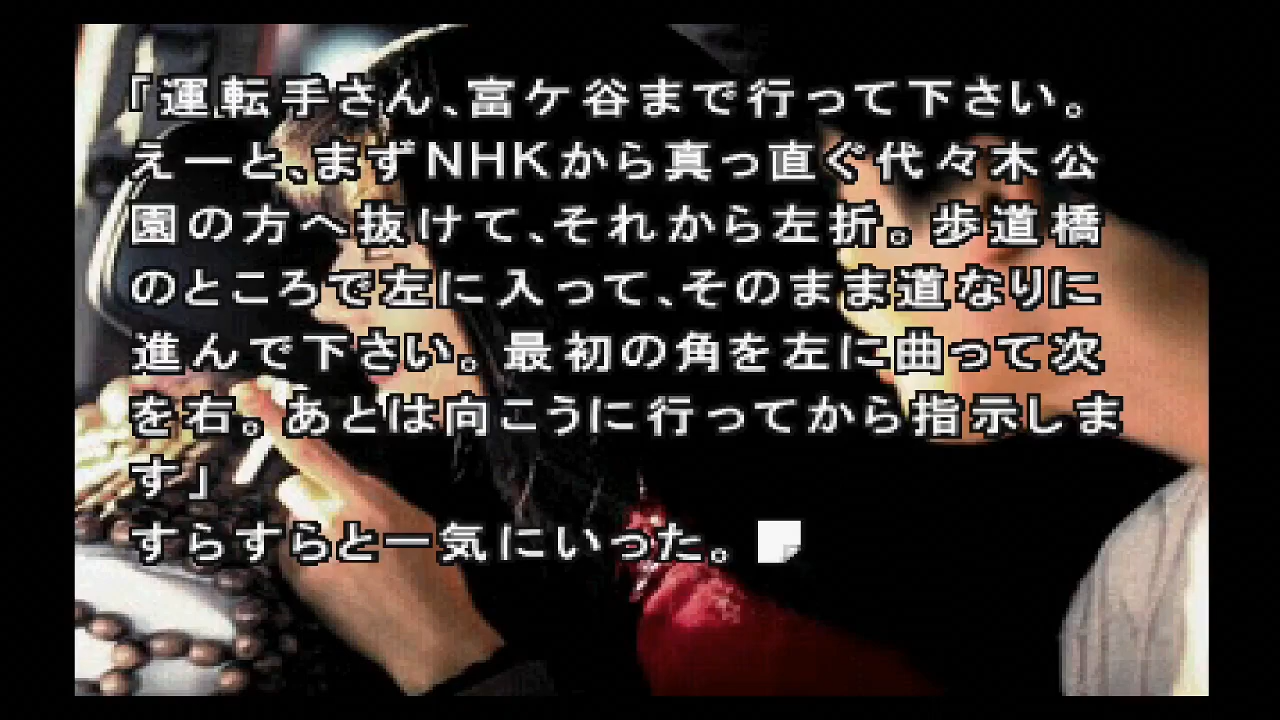 「運転手さん、富ケ谷まで行って下さい。
えーと、まずNHKから真っ直ぐ代々木公
園の方へ抜けて、それから左折。歩道橋
のところで左に入って、そのまま道なりに
進んで下さい。最初の角を左に曲って次
を右。あとは向こうに行ってから指示しま
す」
すらすらと一気にいった。